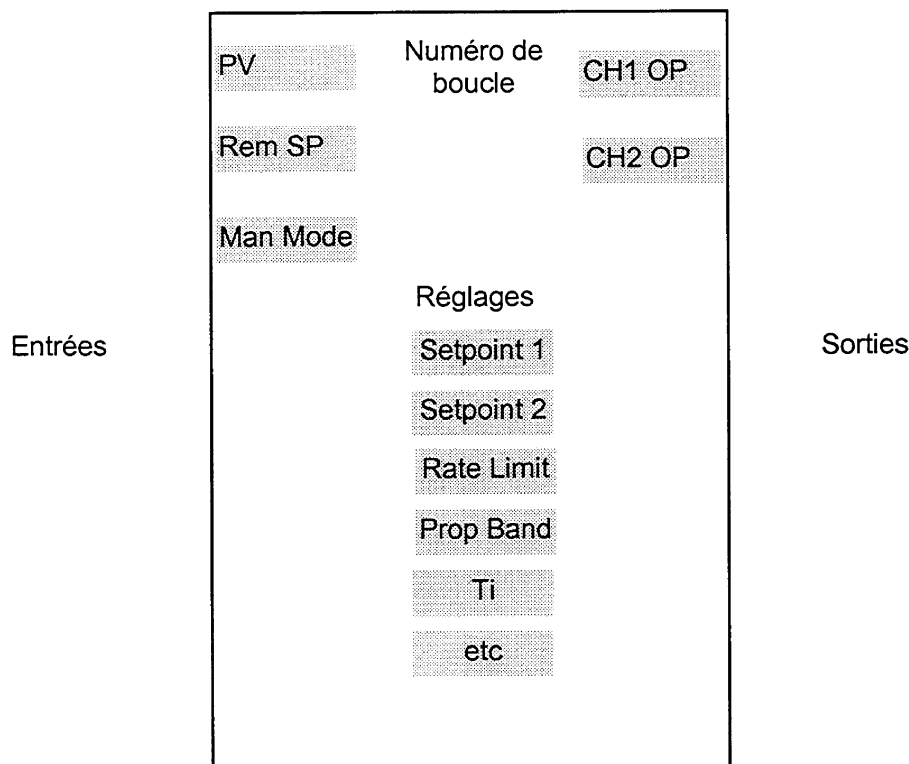 PV
Numéro de
boucle
CH1 OP
Rem SP
CH2 OP
Man Mode
Réglages
Entrées
Setpoint 1
Sorties
Setpoint 2
Rate Limit
Prop Band
Ti
etc